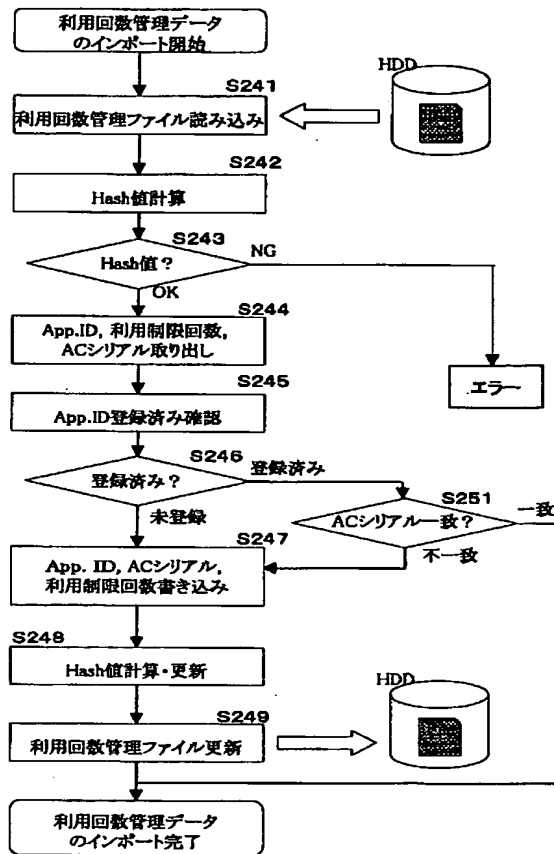 利用回数管理データ
のインポート開始
HDD
S241
利用回数管理ファイル読み込み
S242
Hash値計算
S243
Hash値?
NG
OK
S244
App.ID, 利用制限回数,
ACシリアル取り出し
エラー
S245
App.ID登録済み確認
S246
登録済み?
登録済み
未登録
S251
ACシリアル一致?
一致
不一致
S247
App. ID, ACシリアル,
利用制限回数書き込み
S248
Hash値計算・更新
HDD
S249
利用回数管理ファイル更新
利用回数管理データ
のインポート完了